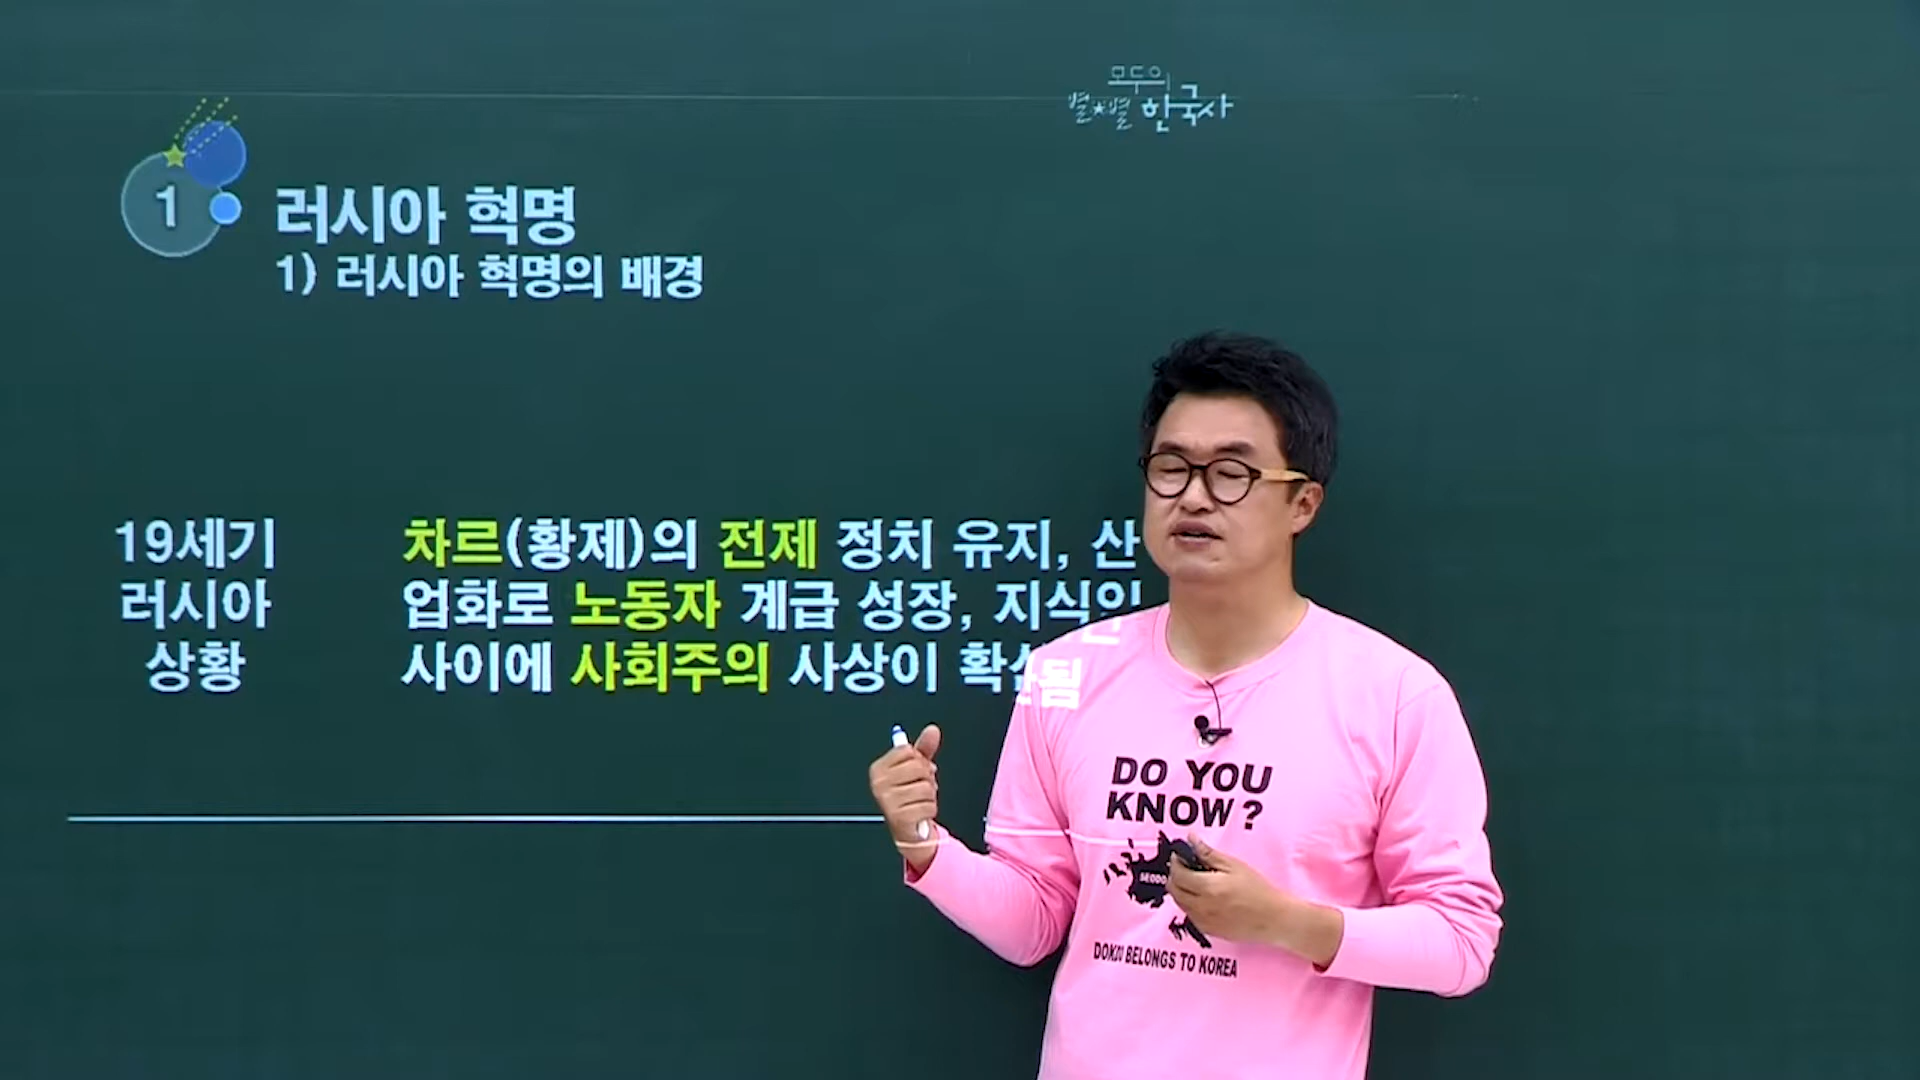 모두의
별★별 한국사
1
러시아 혁명
1) 러시아 혁명의 배경
19세기
러시아
상황
차르(황제)의 전제 정치 유지, 산
업화로 노동자 계급 성장, 지식인
사이에 사회주의 사상이 확산됨
DO YOU
KNOW?
BELONGS TO KOREA